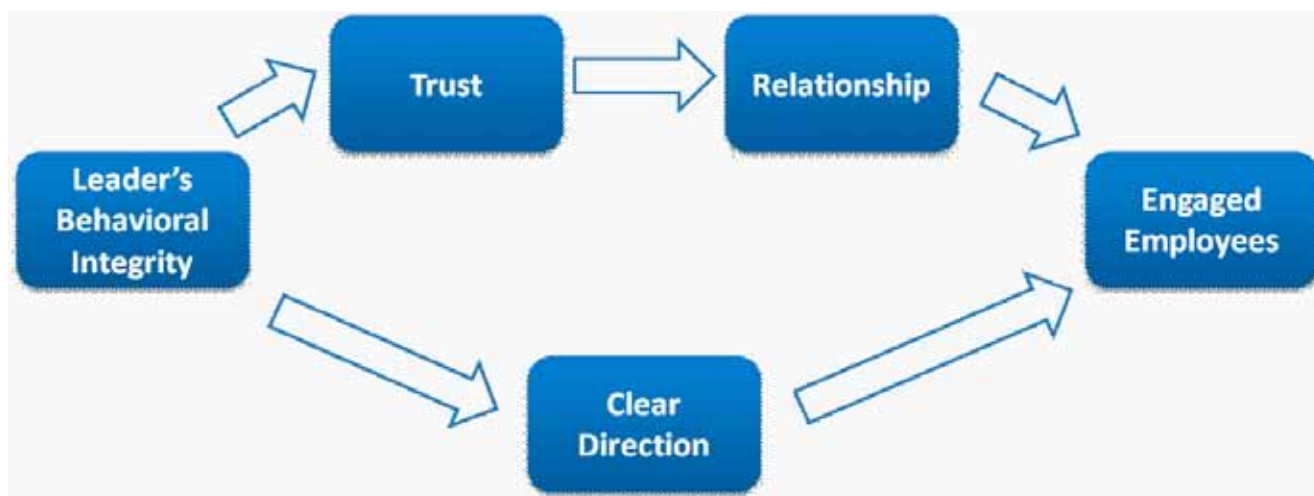 Trust
Relationship
Leader’s
Behavioral
Integrity
Engaged
Employees
Clear
Direction